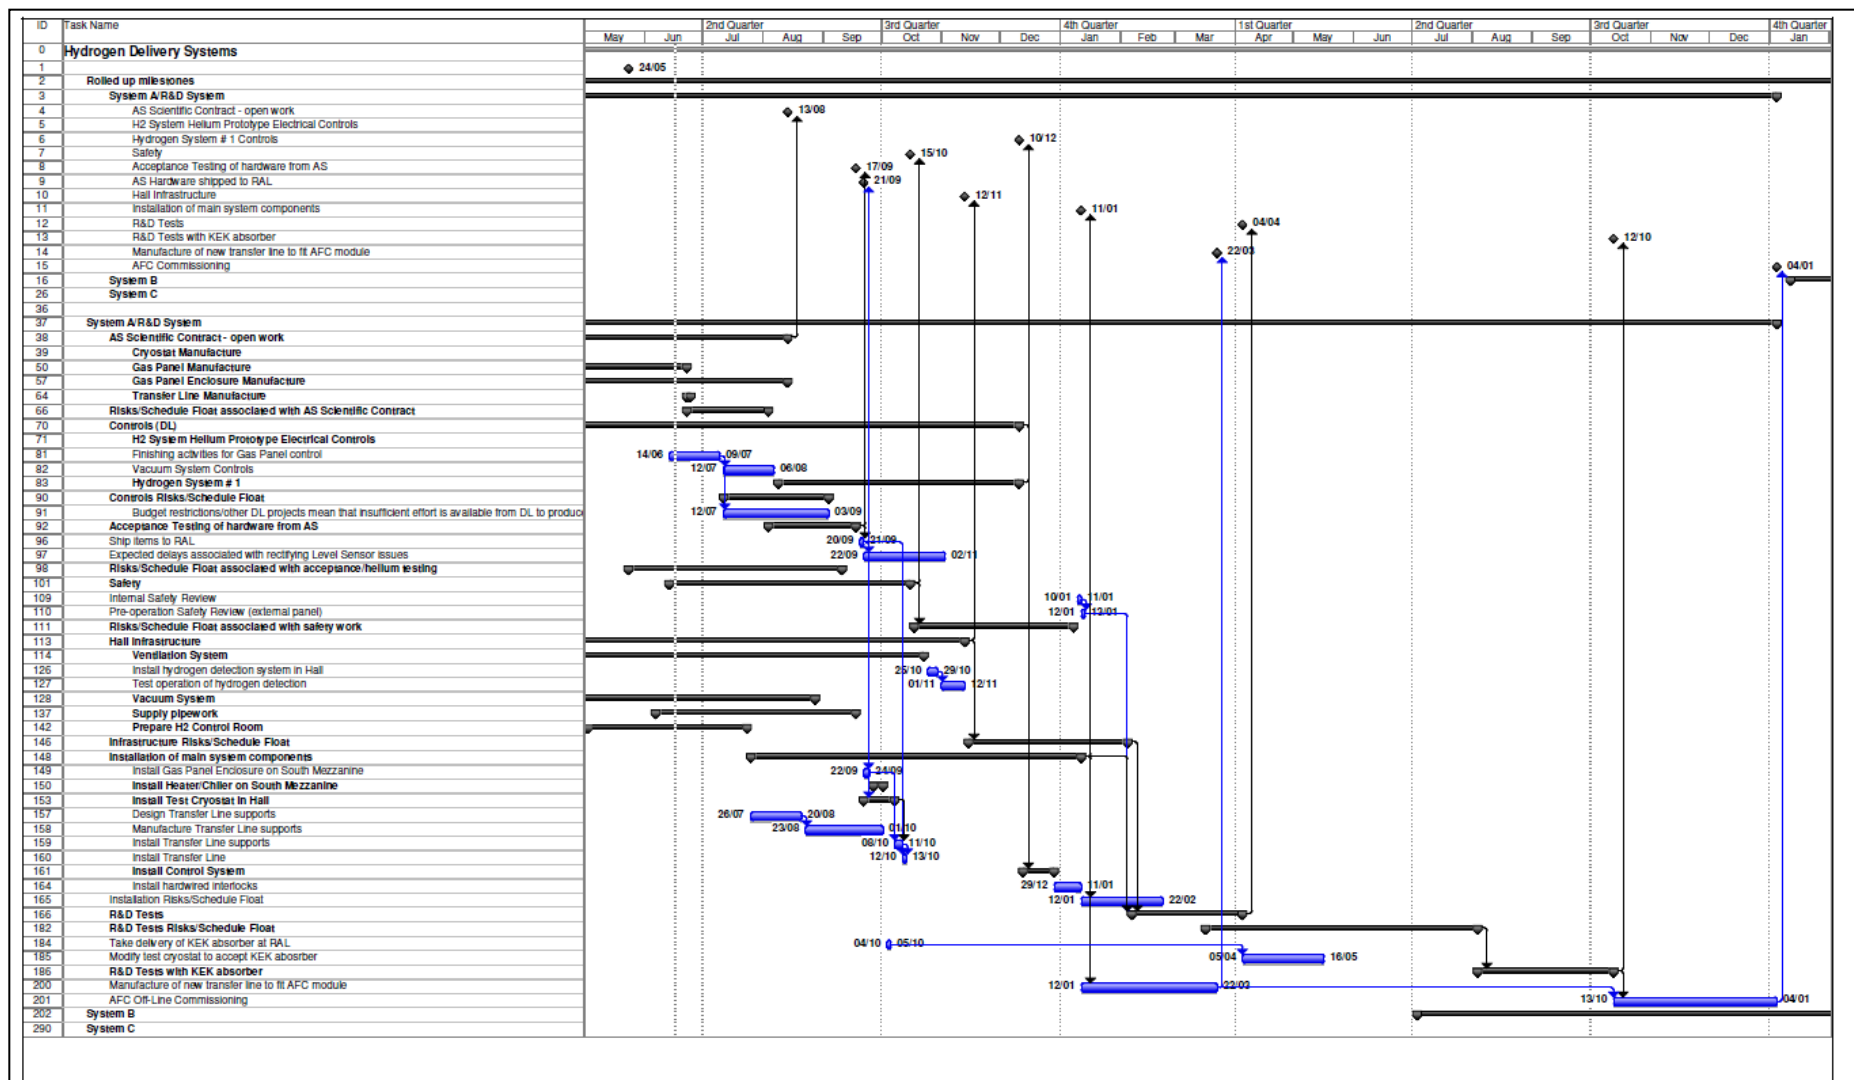 ID Task Name 2nd Quarter 3rd Quarter 4th Quarter 1st Quarter 2nd Quarter 3rd Quarter 4th Quarter
May Jun Jul Aug Sep Oct Nov Dec Jan Feb Mar Apr May Jun Jul Aug Sep Oct Nov Dec Jan
0 Hydrogen Delivery Systems
1 24/05
2 Rolled up milestones
3 System A/R&D System
4 AS Scientific Contract - open work 13/08
5 H2 System Helium Prototype Electrical Controls
6 Hydrogen System # 1 Controls 10/12
7 Safety 15/10
8 Acceptance Testing of hardware from AS 17/09
9 AS Hardware shipped to RAL 21/09
10 Hall Infrastructure 12/11
11 Installation of main system components 11/01
12 R&D Tests 04/04
13 R&D Tests with KEK absorber 12/10
14 Manufacture of new transfer line to fit AFC module 22/03
15 AFC Commissioning 04/01
16 System B
26 System C
36
37 System A/R&D System
38 AS Scientific Contract - open work
39 Cryostat Manufacture
50 Gas Panel Manufacture
57 Gas Panel Enclosure Manufacture
64 Transfer Line Manufacture
66 Risks/Schedule Float associated with AS Scientific Contract
70 Controls (DL)
71 H2 System Helium Prototype Electrical Controls
81 Finishing activities for Gas Panel control 14/06 09/07
82 Vacuum System Controls 12/07 06/08
83 Hydrogen System # 1
90 Controls Risks/Schedule Float
91 Budget restrictions/other DL projects mean that insufficient effort is available from DL to produce 12/07 03/09
92 Acceptance Testing of hardware from AS
96 Ship items to RAL 20/09 21/09
97 Expected delays associated with rectifying Level Sensor issues 22/09 02/11
98 Risks/Schedule Float associated with acceptance/helium testing
101 Safety
109 Internal Safety Review 10/01 11/01
110 Pre-operation Safety Review (external panel) 12/01 13/01
111 Risks/Schedule Float associated with safety work
113 Hall Infrastructure
114 Ventilation System
126 Install hydrogen detection system in Hall 25/10 29/10
127 Test operation of hydrogen detection 01/11 12/11
128 Vacuum System
137 Supply pipework
142 Prepare H2 Control Room
146 Infrastructure Risks/Schedule Float
148 Installation of main system components
149 Install Gas Panel Enclosure on South Mezzanine 22/09 24/09
150 Install Heater/Chiller on South Mezzanine
153 Install Test Cryostat in Hall
157 Design Transfer Line supports 26/07 20/08
158 Manufacture Transfer Line supports 23/08 01/10
159 Install Transfer Line supports 08/10 11/10
160 Install Transfer Line 12/10 13/10
161 Install Control System
164 Install hardwired interlocks 29/12 11/01
165 Installation Risks/Schedule Float 12/01 22/02
166 R&D Tests
182 R&D Tests Risks/Schedule Float
184 Take delivery of KEK absorber at RAL 04/10 05/10
185 Modify test cryostat to accept KEK abosrber 05/04 16/05
186 R&D Tests with KEK absorber
200 Manufacture of new transfer line to fit AFC module 12/01 22/03
201 AFC Off-Line Commissioning 13/10 04/01
202 System B
290 System C